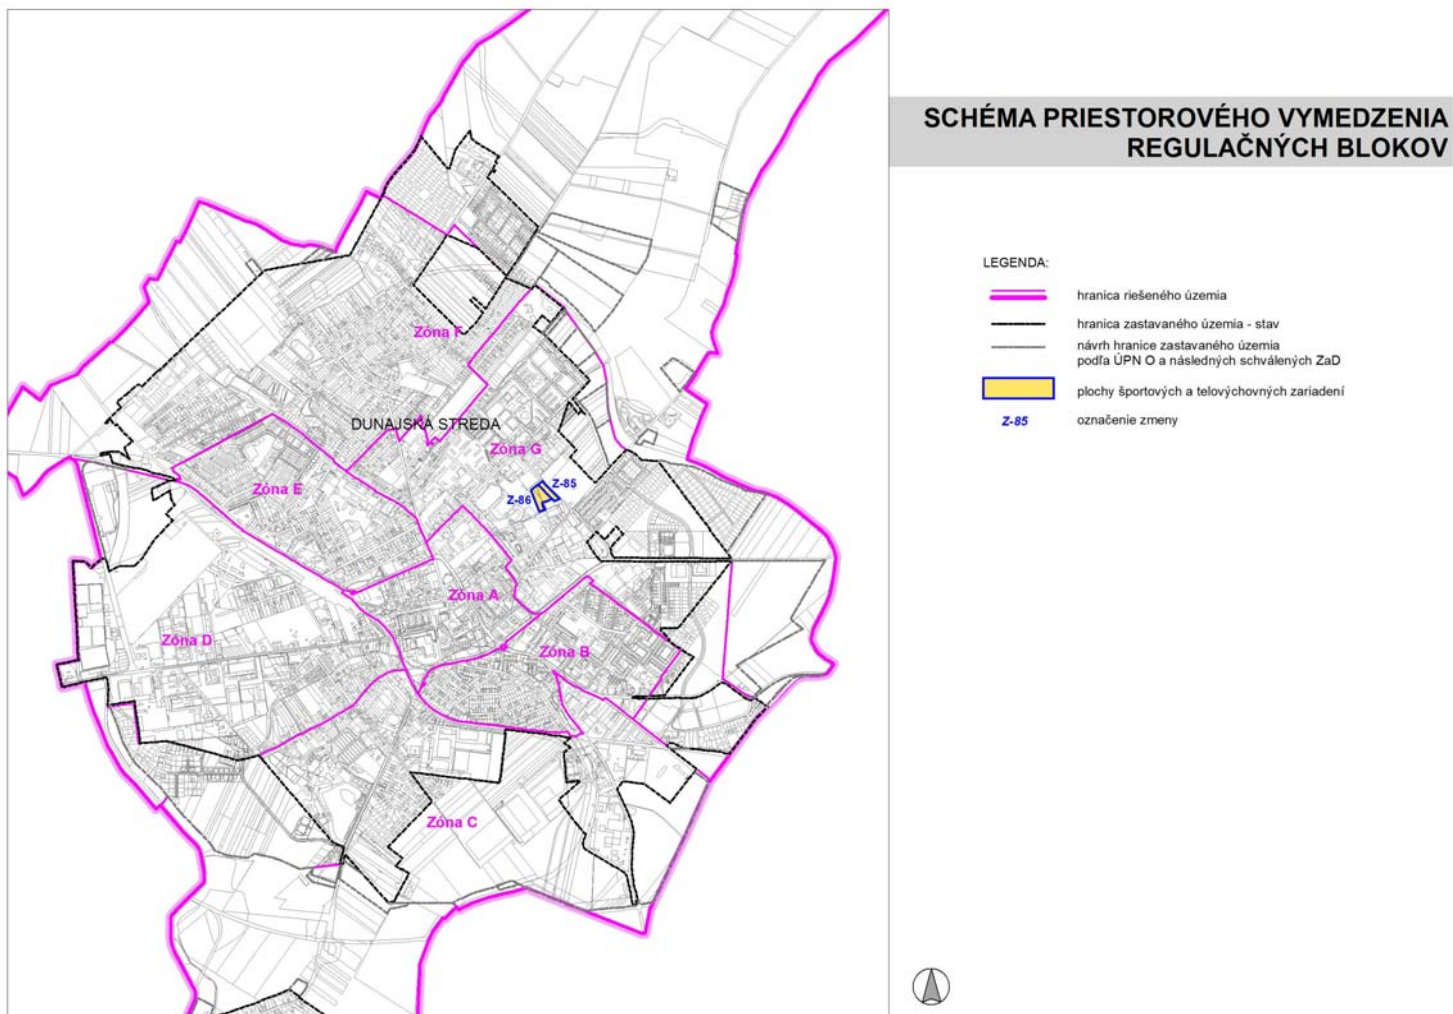 SCHÉMA PRIESTOROVÉHO VYMEDZENIA
REGULAČNÝCH BLOKOV
LEGENDA:
hranica riešeného územia
hranica zastavaného územia - stav
návrh hranice zastavaného územia
podľa ÚPN O a následných schválených ZaD
plochy športových a telovýchovných zariadení
Z-85
označenie zmeny
Zóna F
DUNAJSKÁ STREDA
Zóna G
Zóna E
Z-85
Z-86
Zóna A
Zóna D
Zóna B
Zóna C